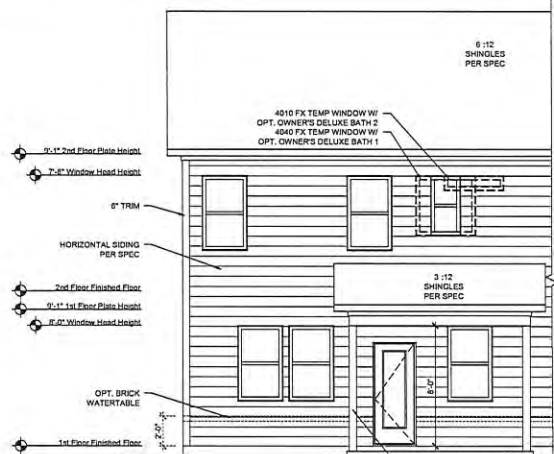 6 :12
SHINGLES
PER SPEC
4010 FX TEMP WINDOW W/
OPT. OWNER'S DELUXE BATH 2
4040 FX TEMP WINDOW W/
OPT. OWNER'S DELUXE BATH 1
9'-1" 2nd Floor Plate Height
7'-8" Window Head Height
6" TRIM
HORIZONTAL SIDING
PER SPEC
3 :12
SHINGLES
PER SPEC
2nd Floor Finished Floor
9'-1" 1st Floor Plate Height
8'-0" Window Head Height
8'-0"
OPT. BRICK
WATERTABLE
2'-0"
1st Floor Finished Floor